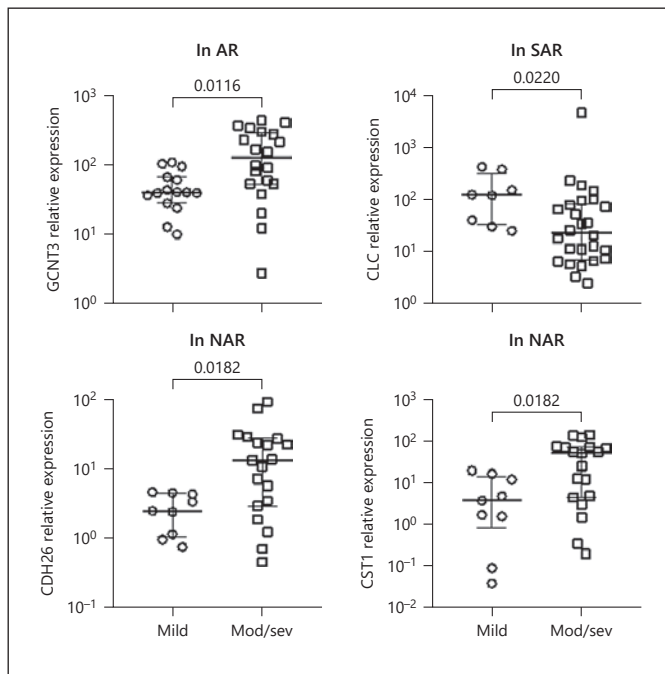 In AR
0.0116
GCNT3 relative expression
10³
10²
10¹
10⁰
In SAR
0.0220
CLC relative expression
10⁴
10³
10²
10¹
10⁰
In NAR
0.0182
CDH26 relative expression
10²
10¹
10⁰
10⁻¹
Mild Mod/sev
In NAR
0.0182
CST1 relative expression
10³
10²
10¹
10⁰
10⁻¹
10⁻²
Mild Mod/sev